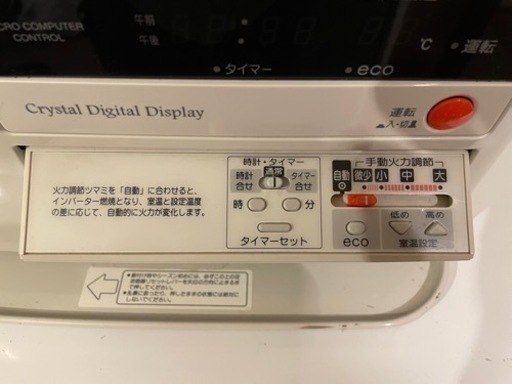 MICRO COMPUTER
CONTROL
午前
午後
℃
●運転
●タイマー
●eco
Crystal Digital Display
運転
入・切
時計・タイマー
時計合せ
通常
タイマー合せ
時
分
タイマーセット
手動火力調節
自動
微少
小
中
大
低め
高め
eco
室温設定
火力調節ツマミを「自動」に合わせると、
インバーター燃焼となり、室温と設定温度
の差に応じて、自動的に火力が変化します。